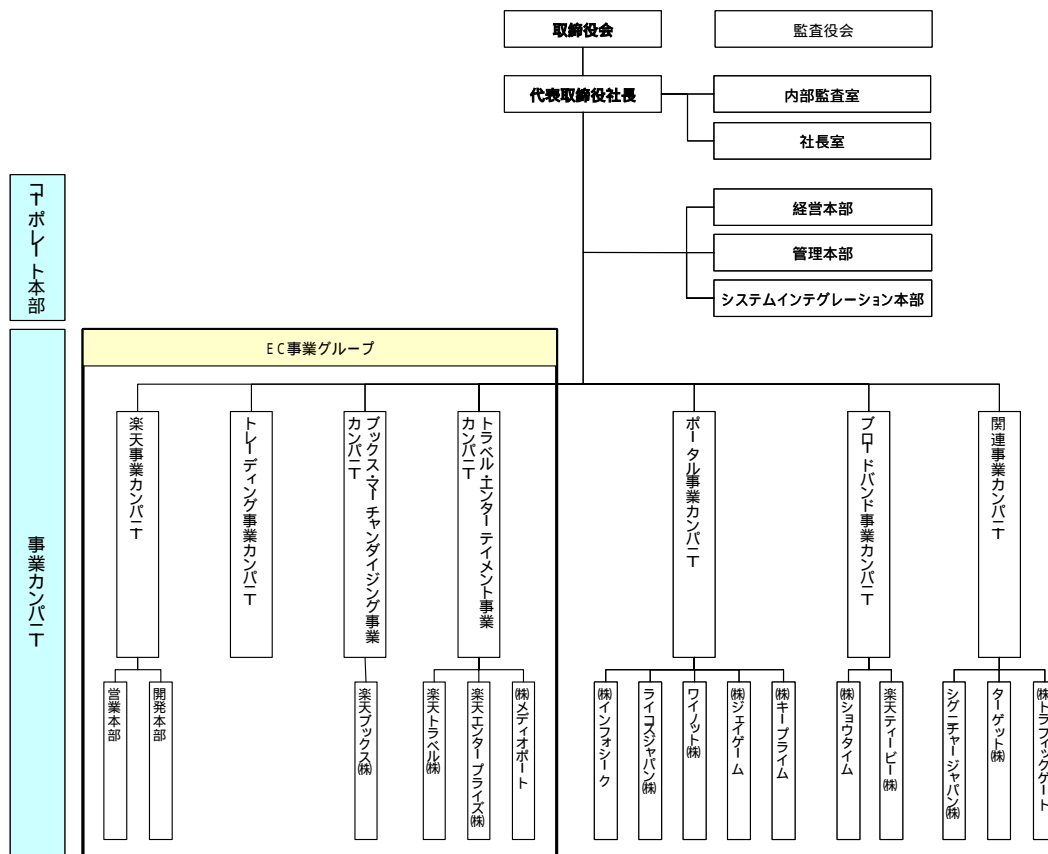 取締役会
監査役会
代表取締役社長
内部監査室
社長室
コーポレート本部
経営本部
管理本部
システムインテグレーション本部
事業カンパニー
EC事業グループ
楽天事業カンパニー
トレーディング事業カンパニー
ブックス・マーチャンダイジング事業
カンパニー
トラベル・エンターテイメント事業
カンパニー
ポータル事業カンパニー
ブロードバンド事業カンパニー
関連事業カンパニー
営業本部
開発本部
楽天ブックス㈱
楽天トラベル㈱
楽天エンタープライズ㈱
㈱メディオポート
㈱インフォシーク
ライコスジャパン㈱
ワイノット㈱
㈱ジェイゲーム
㈱キープライム
㈱ショウタイム
楽天ティービー㈱
シグニチャージャパン㈱
ターゲット㈱
㈱トラフィックゲート